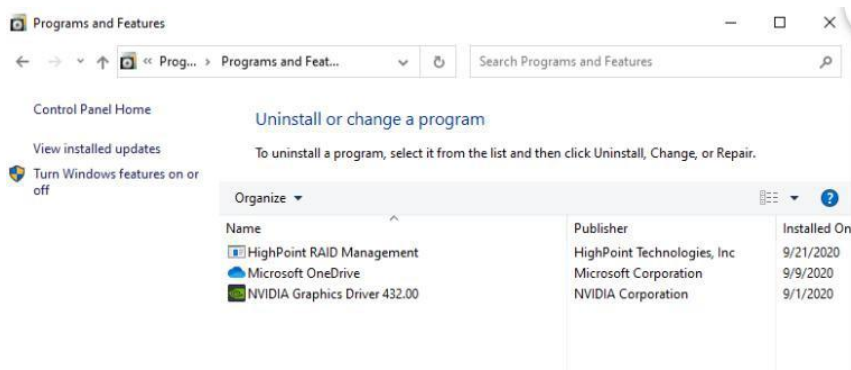 Programs and Features
« Prog... > Programs and Feat...
Search Programs and Features
Control Panel Home
View installed updates
Turn Windows features on or
off
Uninstall or change a program
To uninstall a program, select it from the list and then click Uninstall, Change, or Repair.
Organize
Name Publisher Installed On
HighPoint RAID Management HighPoint Technologies, Inc 9/21/2020
Microsoft OneDrive Microsoft Corporation 9/9/2020
NVIDIA Graphics Driver 432.00 NVIDIA Corporation 9/1/2020